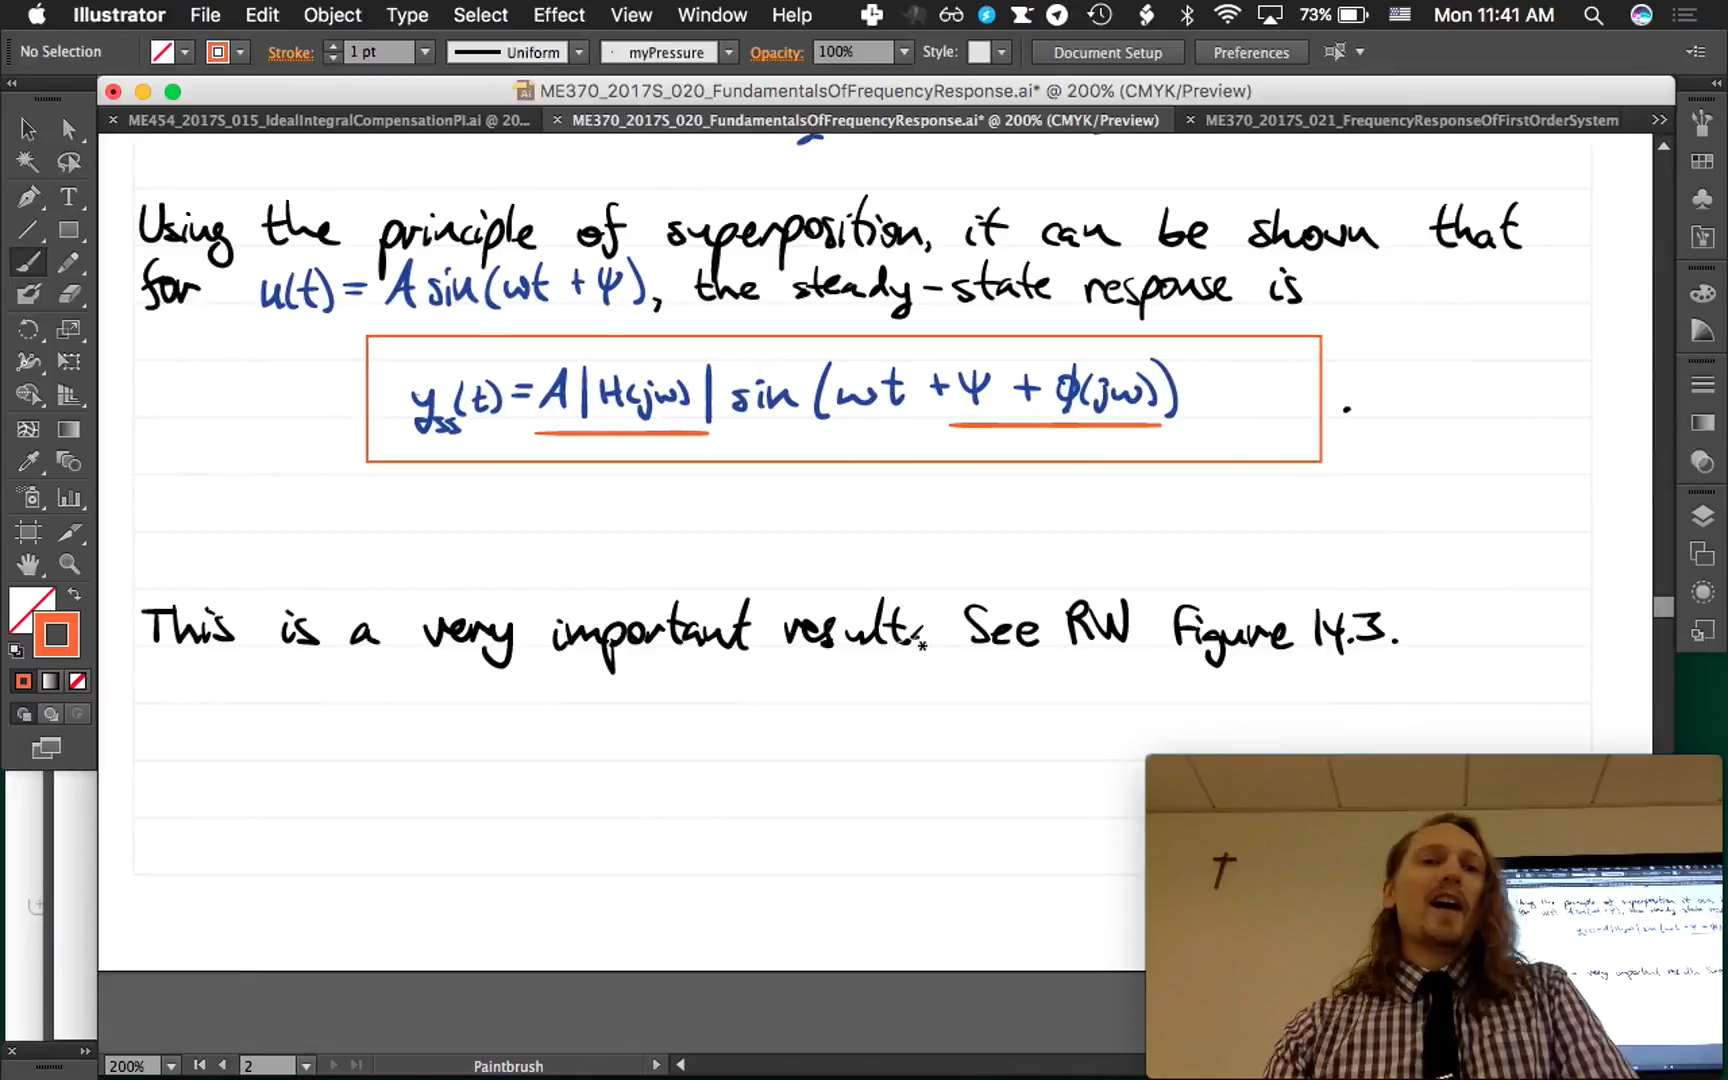 Illustrator File Edit Object Type Select Effect View Window Help 73% Mon 11:41 AM
No Selection Stroke: 1 pt Uniform myPressure Opacity: 100% Style: Document Setup Preferences
ME370_2017S_020_FundamentalsOfFrequencyResponse.ai* @ 200% (CMYK/Preview)
ME454_2017S_015_IdealIntegralCompensationPI.ai @ 20... ME370_2017S_020_FundamentalsOfFrequencyResponse.ai* @ 200% (CMYK/Preview) ME370_2017S_021_FrequencyResponseOfFirstOrderSystem
Using the principle of superposition, it can be shown that
for u(t) = A sin(ωt + Ψ), the steady-state response is
yss(t) = A|H(jω)| sin(ωt + Ψ + ϕ(jω)) .
This is a very important result. See RW Figure 14.3.
200% 2 Paintbrush